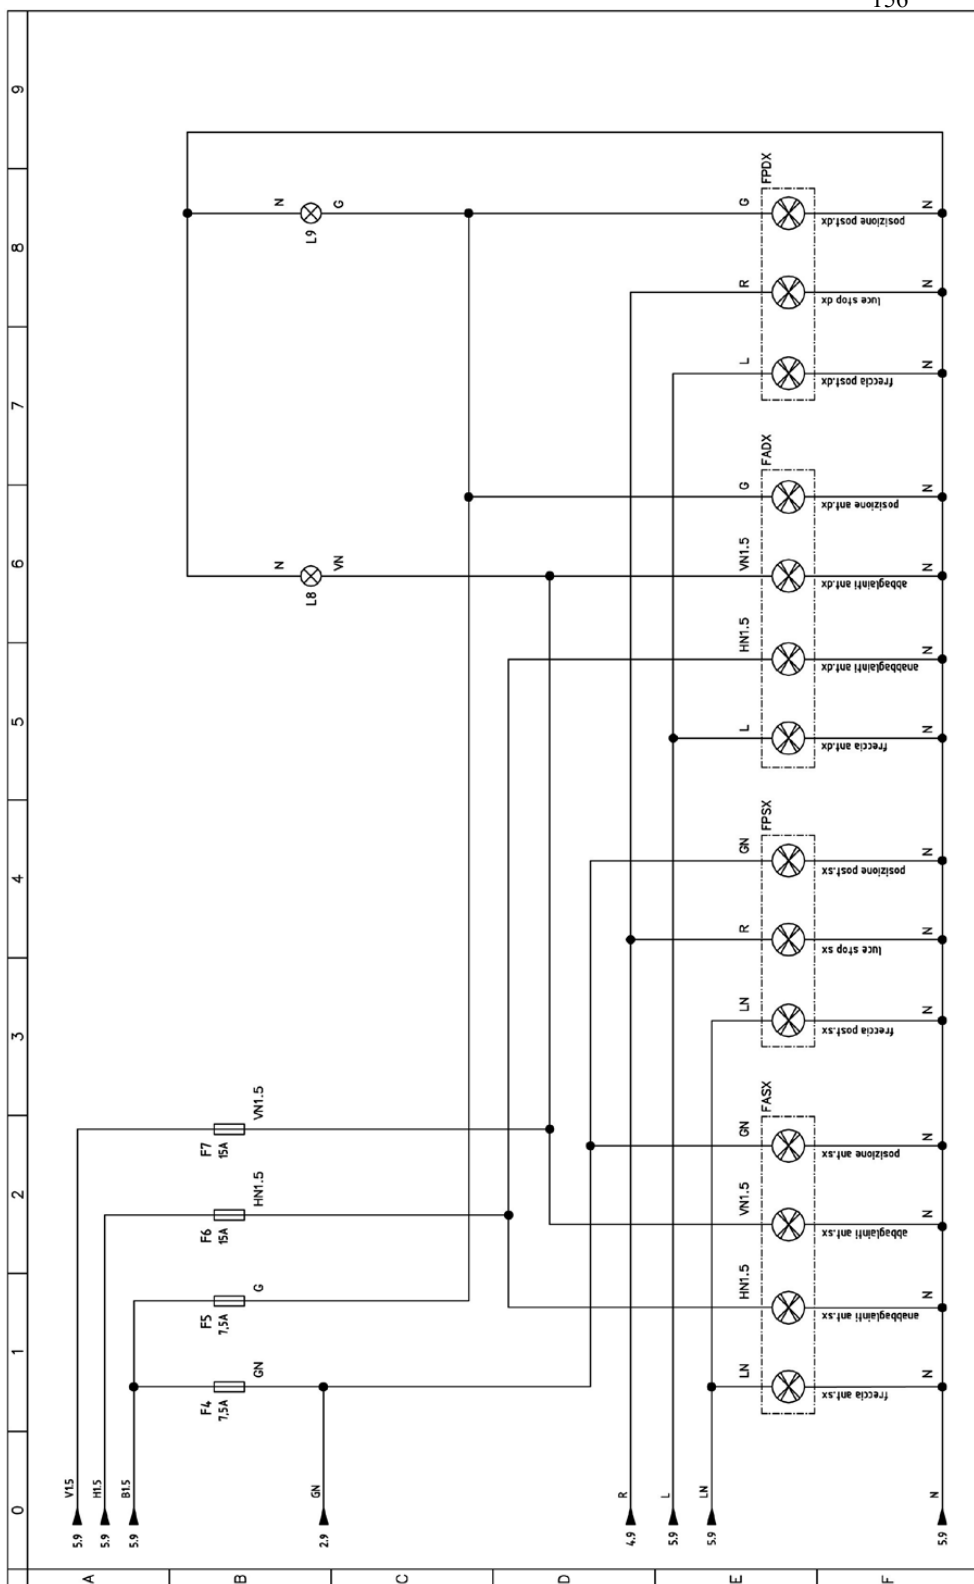 156
0 1 2 3 4 5 6 7 8 9
A
B
C
D
E
F
5.9 V1.5
5.9 H1.5
5.9 B1.5
2.9 GN
4.9 R
5.9 L
5.9 LN
5.9 N
F4
7,5A
GN
F5
7,5A
G
F6
15A
HN1.5
F7
15A
VN1.5
N
L8
VN
N
L9
G
FASX
LN
HN1.5
VN1.5
GN
freccia ant.sx
anabbaglainti ant.sx
abbaglainti ant.sx
posizione ant.sx
N N N N
FPSX
LN
R
GN
freccia post.sx
luce stop sx
posizione post.sx
N N N
FADX
L
HN1.5
VN1.5
G
freccia ant.dx
anabbaglainti ant.dx
abbaglainti ant.dx
posizione ant.dx
N N N N
FPDX
L
R
G
freccia post.dx
luce stop dx
posizione post.dx
N N N